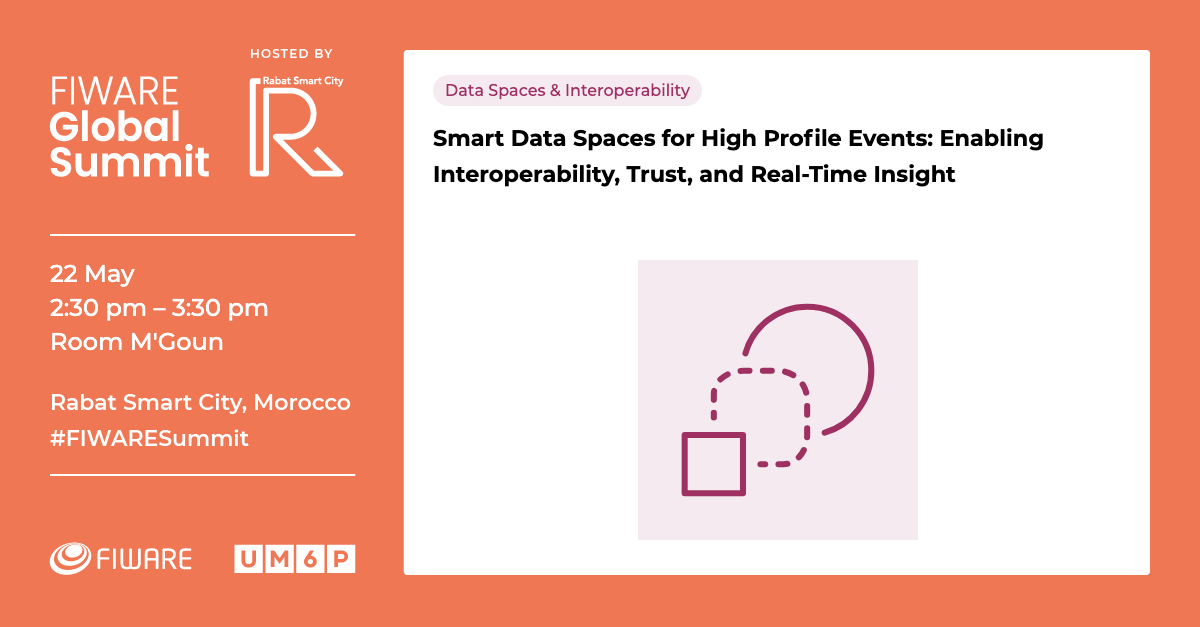 HOSTED BY
FIWARE
Global
Summit
Rabat Smart City
R
22 May
2:30 pm – 3:30 pm
Room M'Goun
Rabat Smart City, Morocco
#FIWARESummit
FIWARE
UM6P
Data Spaces & Interoperability
Smart Data Spaces for High Profile Events: Enabling
Interoperability, Trust, and Real-Time Insight